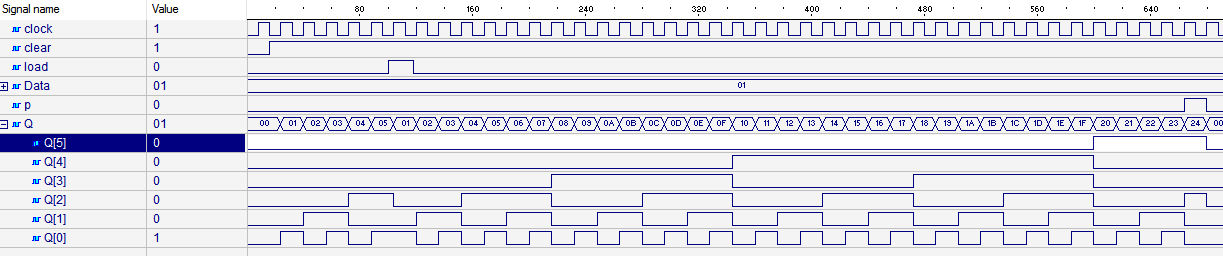 Signal name Value 80 160 240 320 400 480 560 640
clock 1
clear 1
load 0
Data 01 01
p 0
Q 01 00 01 02 03 04 05 01 02 03 04 05 06 07 08 09 0A 0B 0C 0D 0E 0F 10 11 12 13 14 15 16 17 18 19 1A 1B 1C 1D 1E 1F 20 21 22 23 24 00
Q[5] 0
Q[4] 0
Q[3] 0
Q[2] 0
Q[1] 0
Q[0] 1